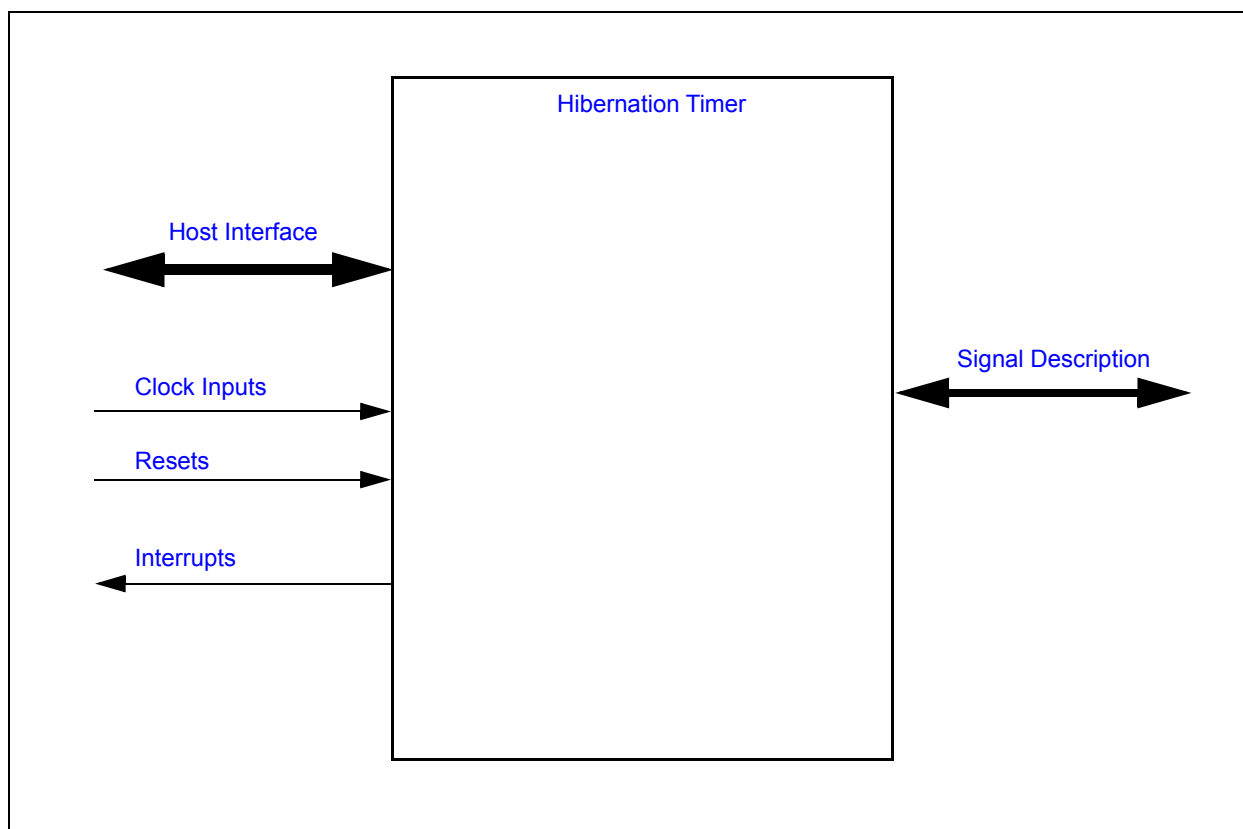 Hibernation Timer
Host Interface
Signal Description
Clock Inputs
Resets
Interrupts